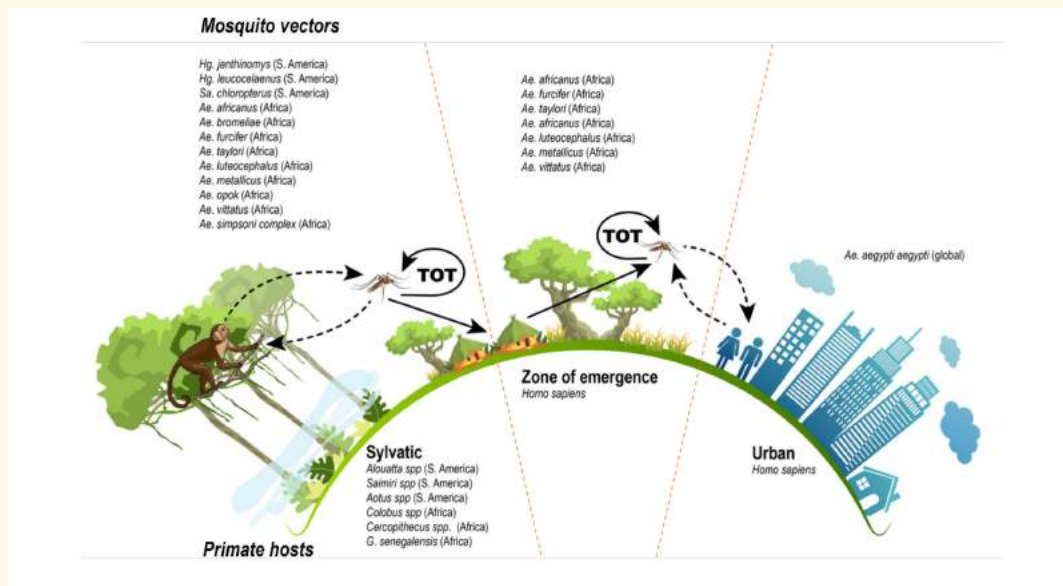 Mosquito vectors
Hg. janthinomys (S. America)
Hg. leucocelaenus (S. America)
Sa. chloropterus (S. America)
Ae. africanus (Africa)
Ae. bromeliae (Africa)
Ae. furcifer (Africa)
Ae. taylori (Africa)
Ae. luteocephalus (Africa)
Ae. metallicus (Africa)
Ae. opok (Africa)
Ae. vittatus (Africa)
Ae. simpsoni complex (Africa)
Ae. africanus (Africa)
Ae. furcifer (Africa)
Ae. taylori (Africa)
Ae. africanus (Africa)
Ae. luteocephalus (Africa)
Ae. metallicus (Africa)
Ae. vittatus (Africa)
Ae. aegypti aegypti (global)
TOT
TOT
Zone of emergence
Homo sapiens
Sylvatic
Alouatta spp (S. America)
Saimiri spp (S. America)
Aotus spp (S. America)
Colobus spp (Africa)
Cercopithecus spp. (Africa)
G. senegalensis (Africa)
Urban
Homo sapiens
Primate hosts